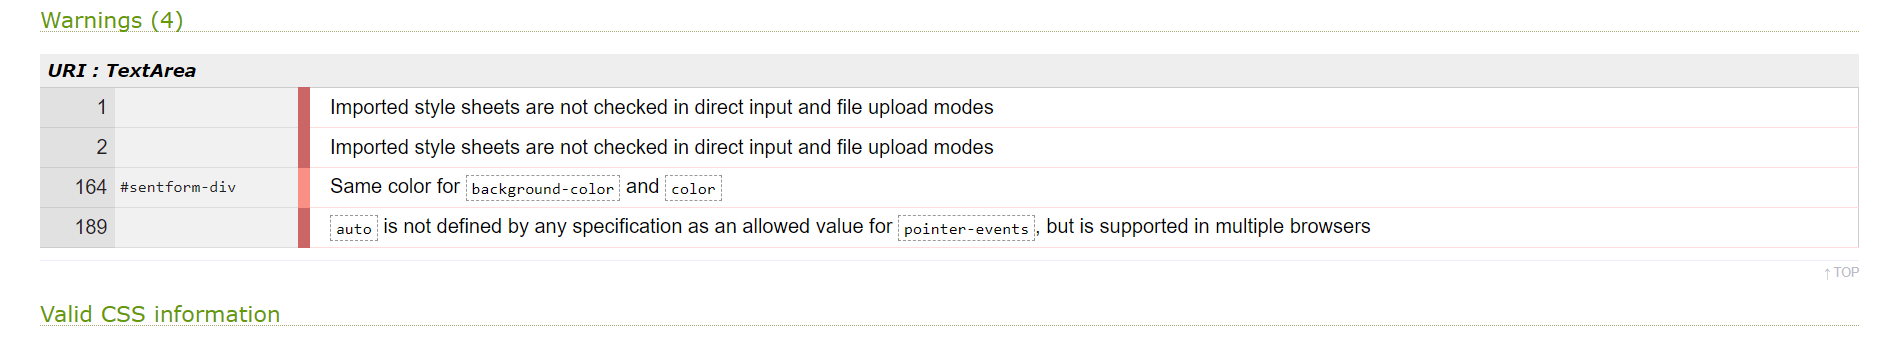 Warnings (4)
URI : TextArea
1 Imported style sheets are not checked in direct input and file upload modes
2 Imported style sheets are not checked in direct input and file upload modes
164 #sentform-div Same color for background-color and color
189 auto is not defined by any specification as an allowed value for pointer-events, but is supported in multiple browsers
↑ TOP
Valid CSS information